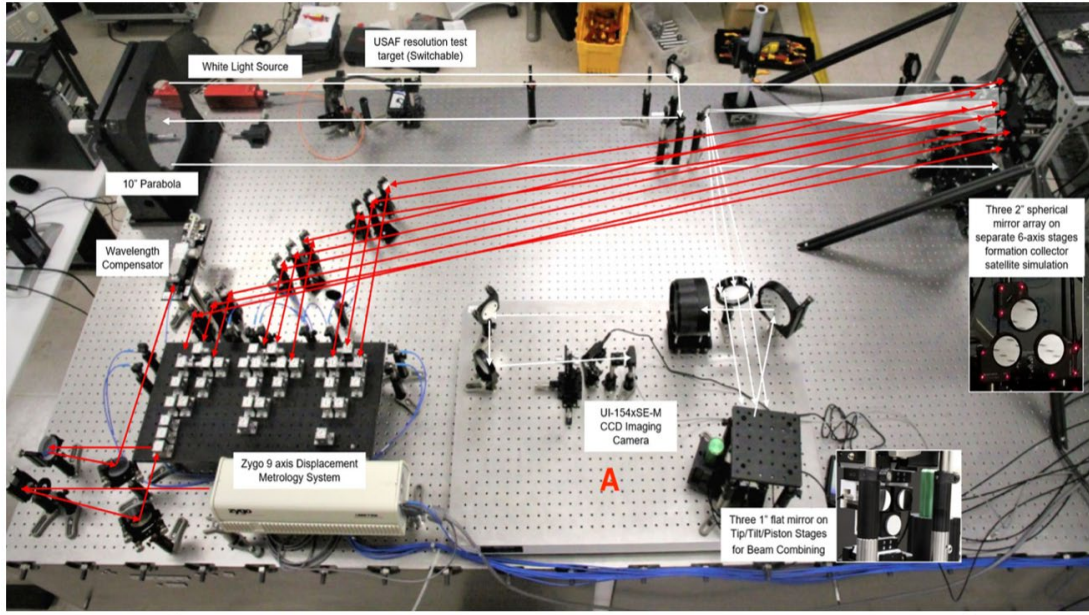 USAF resolution test
target (Switchable)
White Light Source
10" Parabola
Wavelength
Compensator
Three 2" spherical
mirror array on
separate 6-axis stages
formation collector
satellite simulation
UI-154xSE-M
CCD Imaging
Camera
A
Zygo 9 axis Displacement
Metrology System
zygo
Three 1" flat mirror on
Tip/Tilt/Piston Stages
for Beam Combining